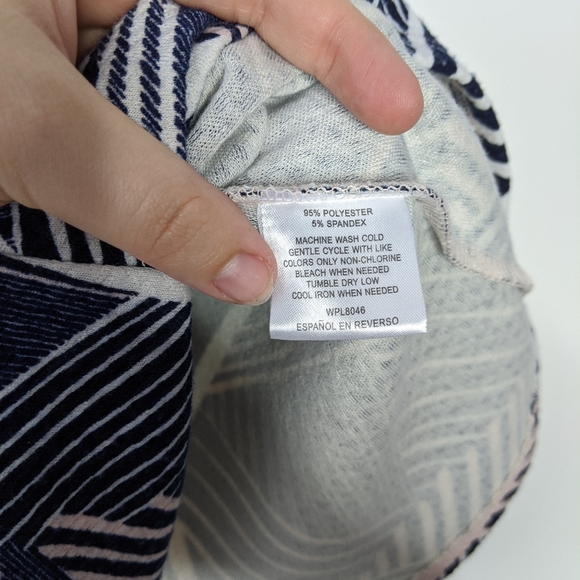 95% POLYESTER
5% SPANDEX
MACHINE WASH COLD
GENTLE CYCLE WITH LIKE
COLORS ONLY NON-CHLORINE
BLEACH WHEN NEEDED
TUMBLE DRY LOW
COOL IRON WHEN NEEDED
WPL8046
ESPAÑOL EN REVERSO